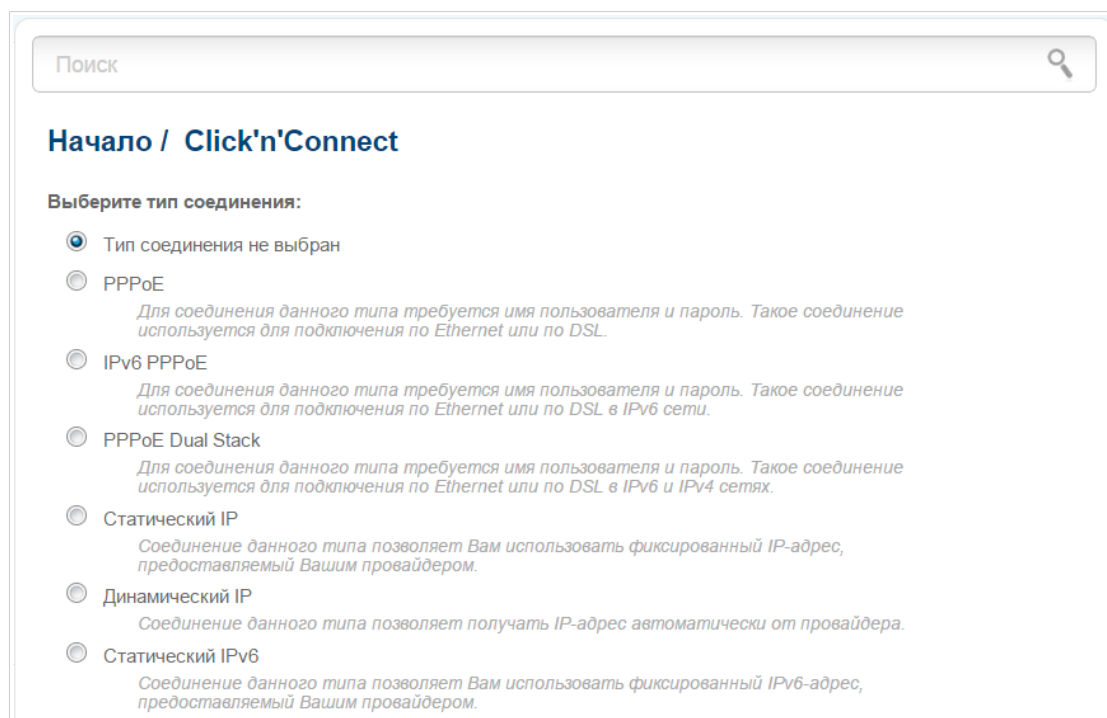 Поиск
Начало / Click'n'Connect
Выберите тип соединения:
Тип соединения не выбран
PPPoE
Для соединения данного типа требуется имя пользователя и пароль. Такое соединение
используется для подключения по Ethernet или по DSL.
IPv6 PPPoE
Для соединения данного типа требуется имя пользователя и пароль. Такое соединение
используется для подключения по Ethernet или по DSL в IPv6 сети.
PPPoE Dual Stack
Для соединения данного типа требуется имя пользователя и пароль. Такое соединение
используется для подключения по Ethernet или по DSL в IPv6 и IPv4 сетях.
Статический IP
Соединение данного типа позволяет Вам использовать фиксированный IP-адрес,
предоставляемый Вашим провайдером.
Динамический IP
Соединение данного типа позволяет получать IP-адрес автоматически от провайдера.
Статический IPv6
Соединение данного типа позволяет Вам использовать фиксированный IPv6-адрес,
предоставляемый Вашим провайдером.